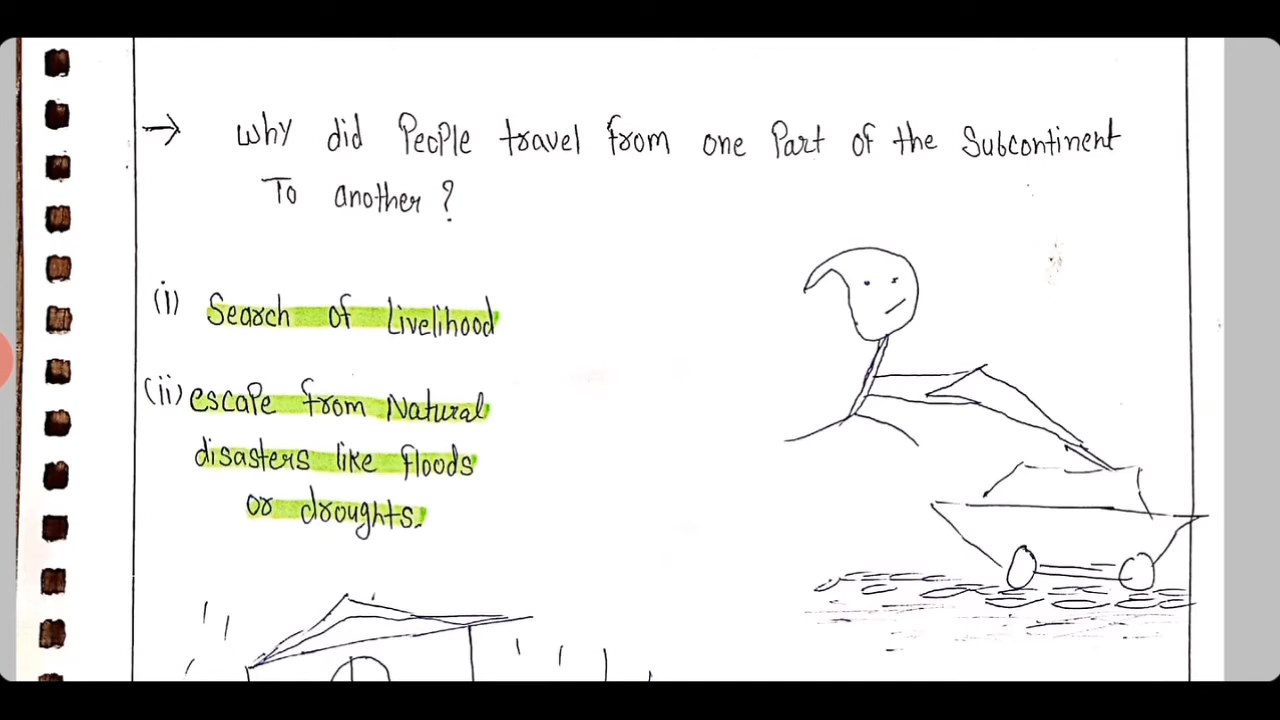 → Why did People travel from one Part of the Subcontinent
To another ?
(i) Search of Livelihood
(ii) escape from Natural
disasters like floods
or droughts.